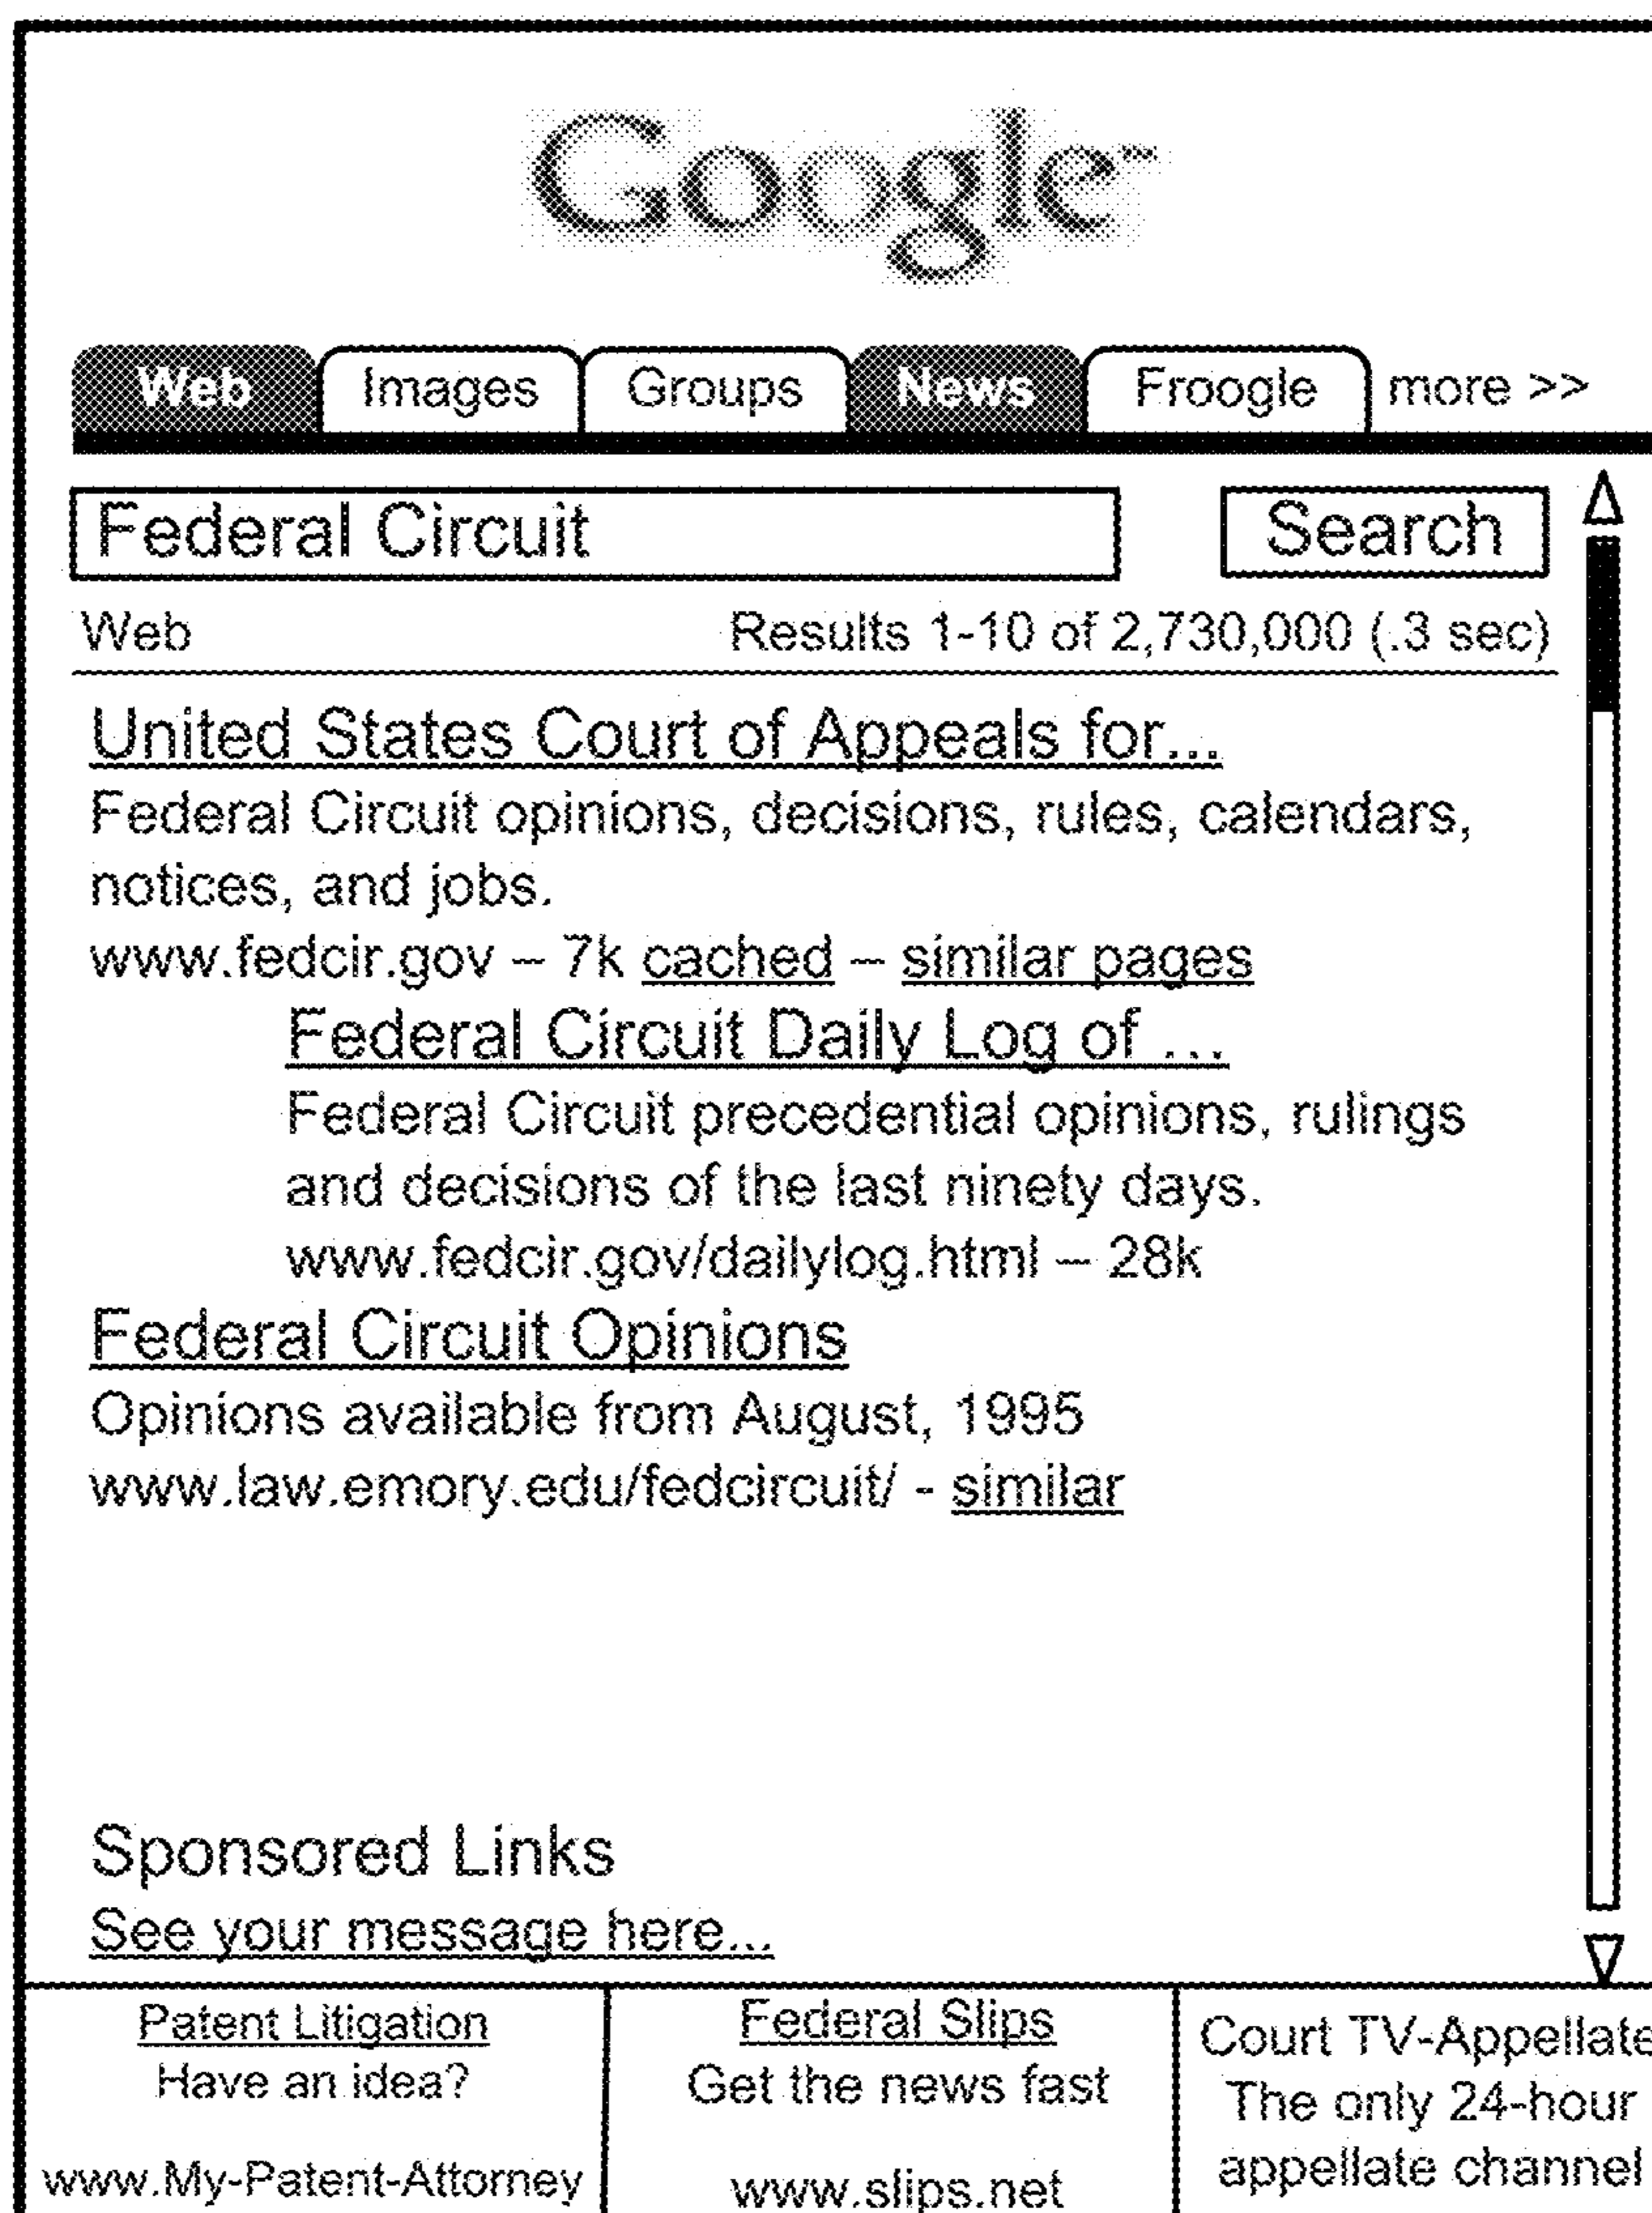 Google™
Web Images Groups News Froogle more >>
Federal Circuit Search
Web Results 1-10 of 2,730,000 (.3 sec)
United States Court of Appeals for...
Federal Circuit opinions, decisions, rules, calendars,
notices, and jobs.
www.fedcir.gov – 7k cached – similar pages
Federal Circuit Daily Log of ...
Federal Circuit precedential opinions, rulings
and decisions of the last ninety days.
www.fedcir.gov/dailylog.html – 28k
Federal Circuit Opinions
Opinions available from August, 1995
www.law.emory.edu/fedcircuit/ - similar
Sponsored Links
See your message here...
Patent Litigation
Have an idea?
www.My-Patent-Attorney
Federal Slips
Get the news fast
www.slips.net
Court TV-Appellate
The only 24-hour
appellate channel